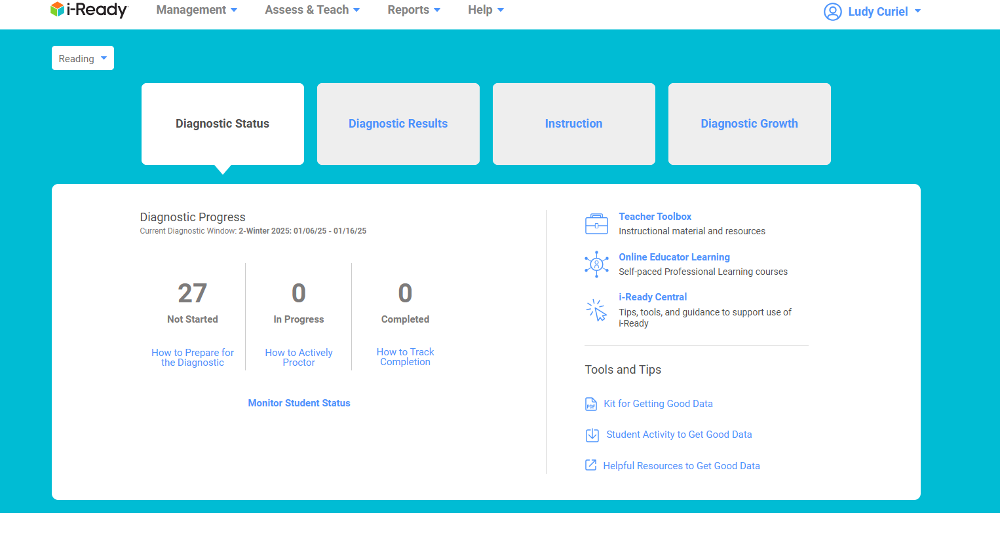 i-Ready
Management
Assess & Teach
Reports
Help
Ludy Curiel
Reading
Diagnostic Status
Diagnostic Results
Instruction
Diagnostic Growth
Diagnostic Progress
Current Diagnostic Window: 2-Winter 2025: 01/06/25 - 01/16/25
27
Not Started
How to Prepare for
the Diagnostic
0
In Progress
How to Actively
Proctor
0
Completed
How to Track
Completion
Monitor Student Status
Teacher Toolbox
Instructional material and resources
Online Educator Learning
Self-paced Professional Learning courses
i-Ready Central
Tips, tools, and guidance to support use of
i-Ready
Tools and Tips
PDF
Kit for Getting Good Data
Student Activity to Get Good Data
Helpful Resources to Get Good Data